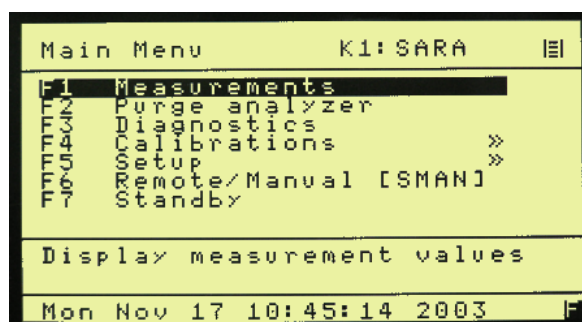 Main Menu K1:SARA
F1 Measurements
F2 Purge analyzer
F3 Diagnostics
F4 Calibrations »
F5 Setup »
F6 Remote/Manual [SMAN]
F7 Standby
Display measurement values
Mon Nov 17 10:45:14 2003 F